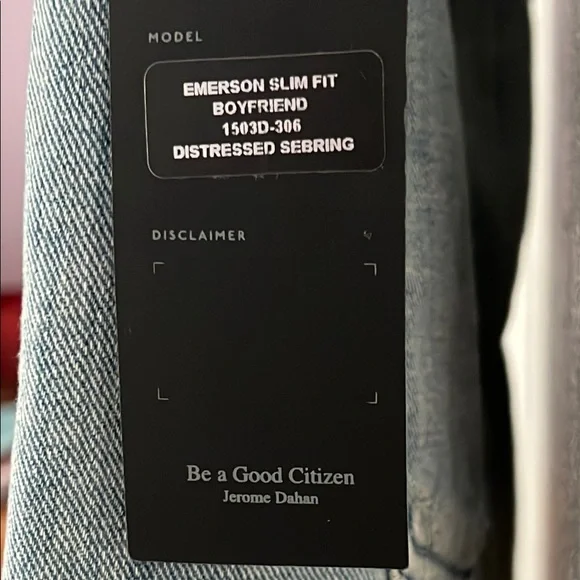 MODEL
EMERSON SLIM FIT
BOYFRIEND
1503D-306
DISTRESSED SEBRING
DISCLAIMER
Be a Good Citizen
Jerome Dahan